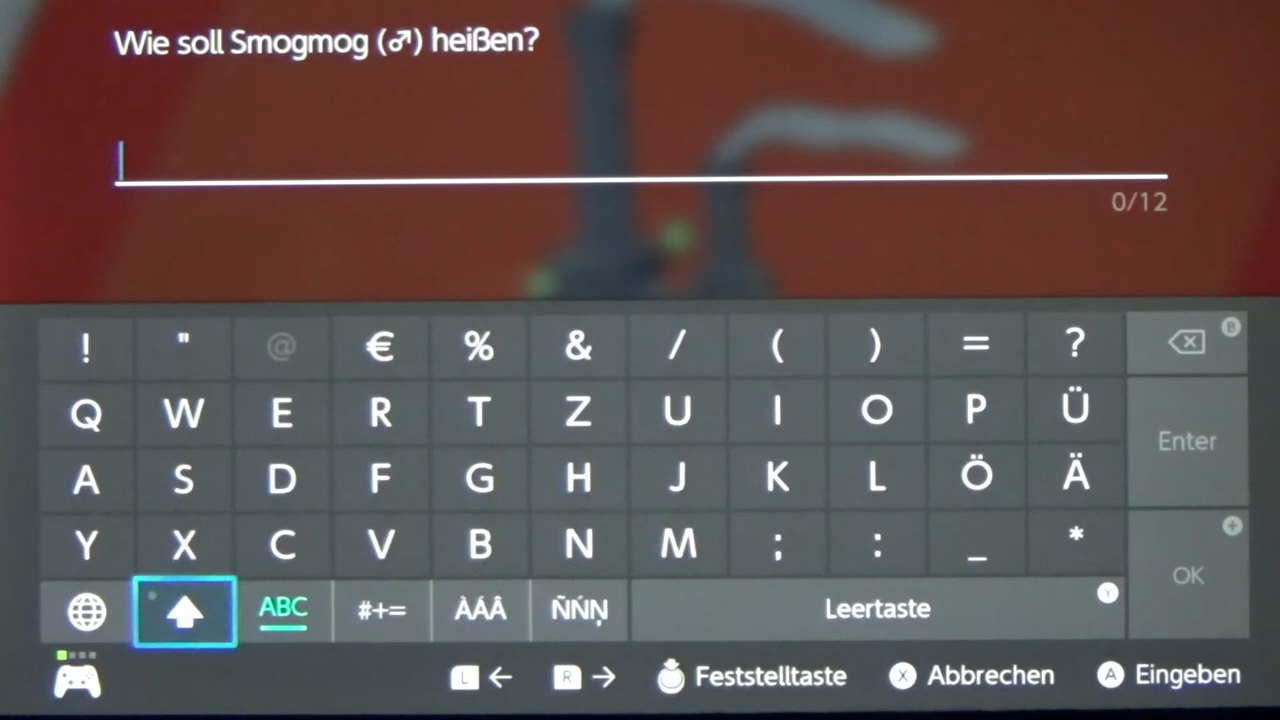 Wie soll Smogmog (♂) heißen?
0/12
! " @ € % & / ( ) = ? B
Q W E R T Z U I O P Ü
Enter
A S D F G H J K L Ö Ä
Y X C V B N M ; : _ * +
OK
ABC #+= ÀÁÂ ÑŃŅ Leertaste Y
L ← R → Feststelltaste X Abbrechen A Eingeben